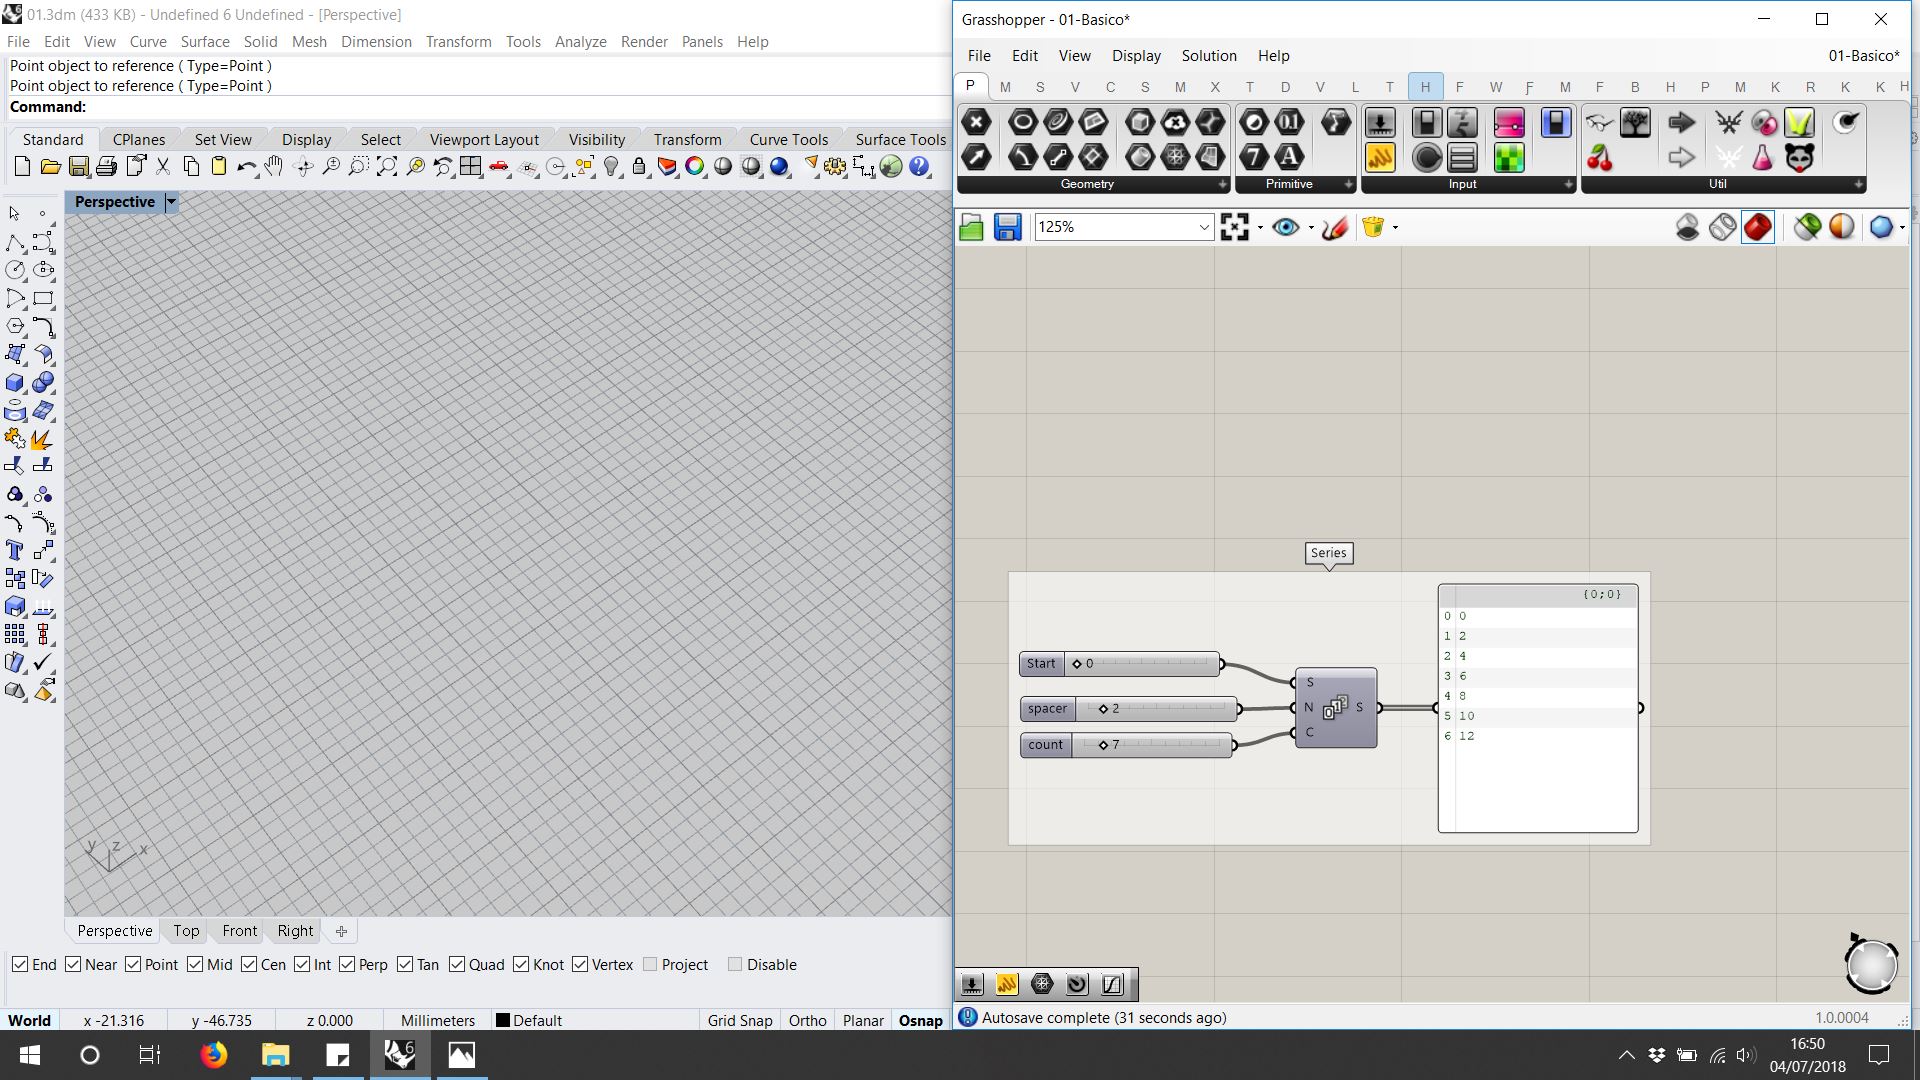 01.3dm (433 KB) - Undefined 6 Undefined - [Perspective]
File Edit View Curve Surface Solid Mesh Dimension Transform Tools Analyze Render Panels Help
Point object to reference ( Type=Point )
Point object to reference ( Type=Point )
Command:
Standard CPlanes Set View Display Select Viewport Layout Visibility Transform Curve Tools Surface Tools
Perspective
y z x
Perspective Top Front Right
End Near Point Mid Cen Int Perp Tan Quad Knot Vertex Project Disable
World x -21.316 y -46.735 z 0.000 Millimeters Default Grid Snap Ortho Planar Osnap
Grasshopper - 01-Basico*
File Edit View Display Solution Help 01-Basico*
P M S V C S M X T D V L T H F W Ƒ M F B H P M K R K K H
Geometry Primitive Input Util
125%
Series
{0;0}
0 0
1 2
2 4
3 6
4 8
5 10
6 12
Start 0
spacer 2
count 7
S
N S
C
Autosave complete (31 seconds ago) 1.0.0004
16:50
04/07/2018